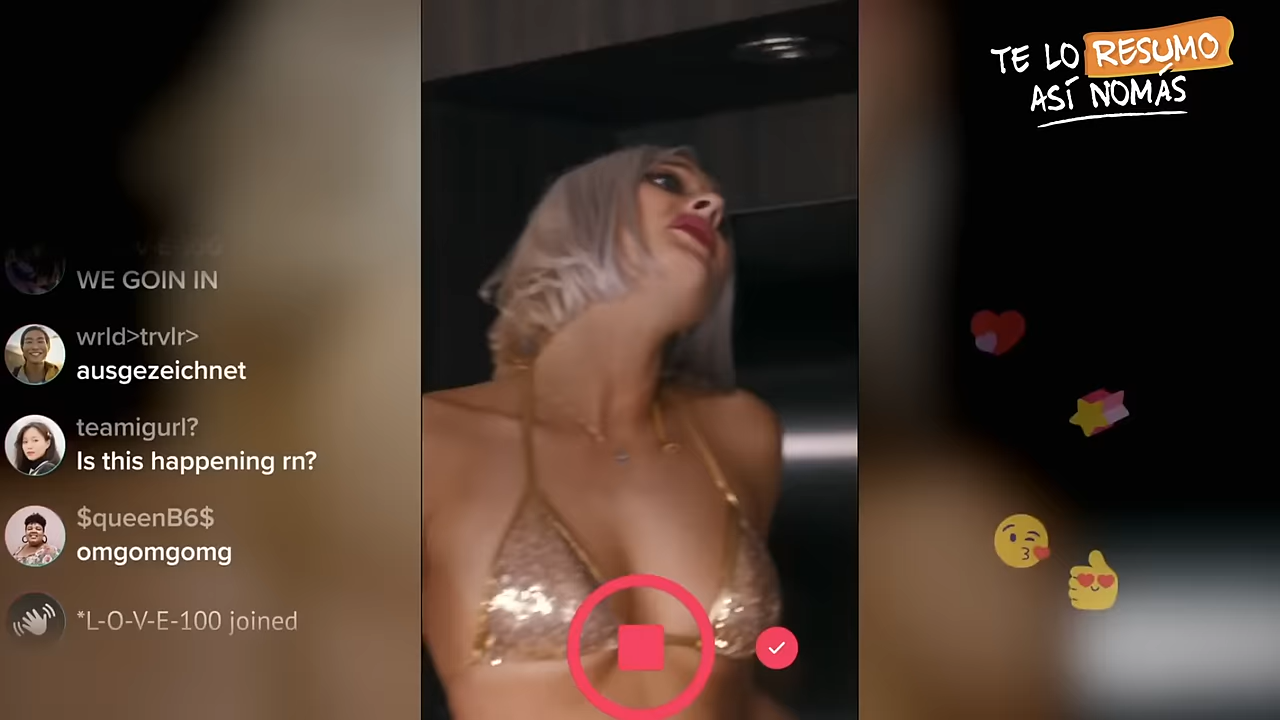 TE LO RESUMO
ASÍ NOMÁS
WE GOIN IN
wrld>trvlr>
ausgezeichnet
teamigurl?
Is this happening rn?
$queenB6$
omgomgomg
*L-O-V-E-100 joined